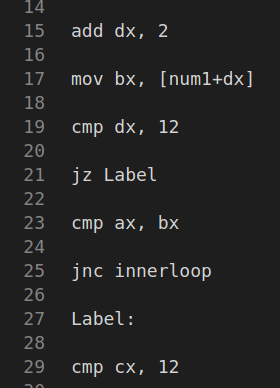 14
15 add dx, 2
16
17 mov bx, [num1+dx]
18
19 cmp dx, 12
20
21 jz Label
22
23 cmp ax, bx
24
25 jnc innerloop
26
27 Label:
28
29 cmp cx, 12